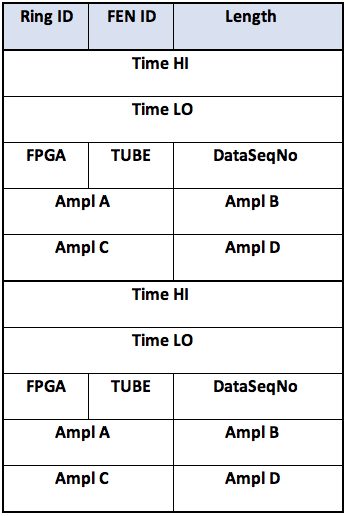 Ring ID FEN ID Length
Time HI
Time LO
FPGA TUBE DataSeqNo
Ampl A Ampl B
Ampl C Ampl D
Time HI
Time LO
FPGA TUBE DataSeqNo
Ampl A Ampl B
Ampl C Ampl D